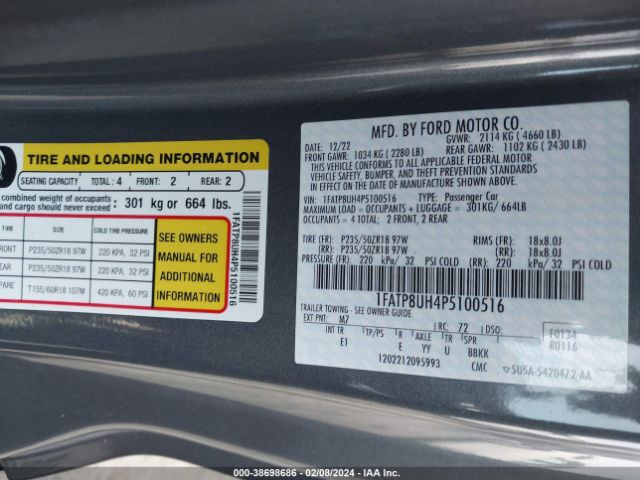 TIRE AND LOADING INFORMATION
SEATING CAPACITY TOTAL: 4 FRONT: 2 REAR: 2
combined weight of occupants
and cargo should never exceed : 301 kg or 664 lbs.
SIZE COLD TIRE PRESSURE
FRONT P235/50ZR18 97W 220 KPA, 32 PSI
REAR P235/50ZR18 97W 220 KPA, 32 PSI
SPARE T155/60R18 107M 420 KPA, 60 PSI
SEE OWNERS
MANUAL FOR
ADDITIONAL
INFORMATION
1FATP8UH4P5100516
MFD. BY FORD MOTOR CO.
DATE: 12/22 GVWR: 2114 KG ( 4660 LB)
FRONT GAWR: 1034 KG ( 2280 LB) REAR GAWR: 1102 KG ( 2430 LB)
THIS VEHICLE CONFORMS TO ALL APPLICABLE FEDERAL MOTOR
VEHICLE SAFETY, BUMPER, AND THEFT PREVENTION STANDARDS IN
EFFECT ON THE DATE OF MANUFACTURE SHOWN ABOVE.
VIN: 1FATP8UH4P5100516 TYPE: Passenger Car
MAXIMUM LOAD = OCCUPANTS + LUGGAGE = 301KG/ 664LB
OCCUPANTS = 4 TOTAL; 2 FRONT, 2 REAR
TIRE (FR): P235/50ZR18 97W RIMS (FR): 18x8.0J
(RR): P235/50ZR18 97W (RR): 18x8.0J
PRESSURE (FR): 220 kPa/ 32 PSI COLD (RR): 220 kPa/ 32 PSI COLD
1FATP8UH4P5100516
TRAILER TOWING - SEE OWNER GUIDE
EXT PNT: M7 RC: 72 DSO: F0134
INT TR TP/PS R AXLE TR SPR R0116
EI E YY U BBKK
1202212095993 CMC ▽5U5A-5420472-AA
000-38698686 - 02/08/2024 - IAAI.COM